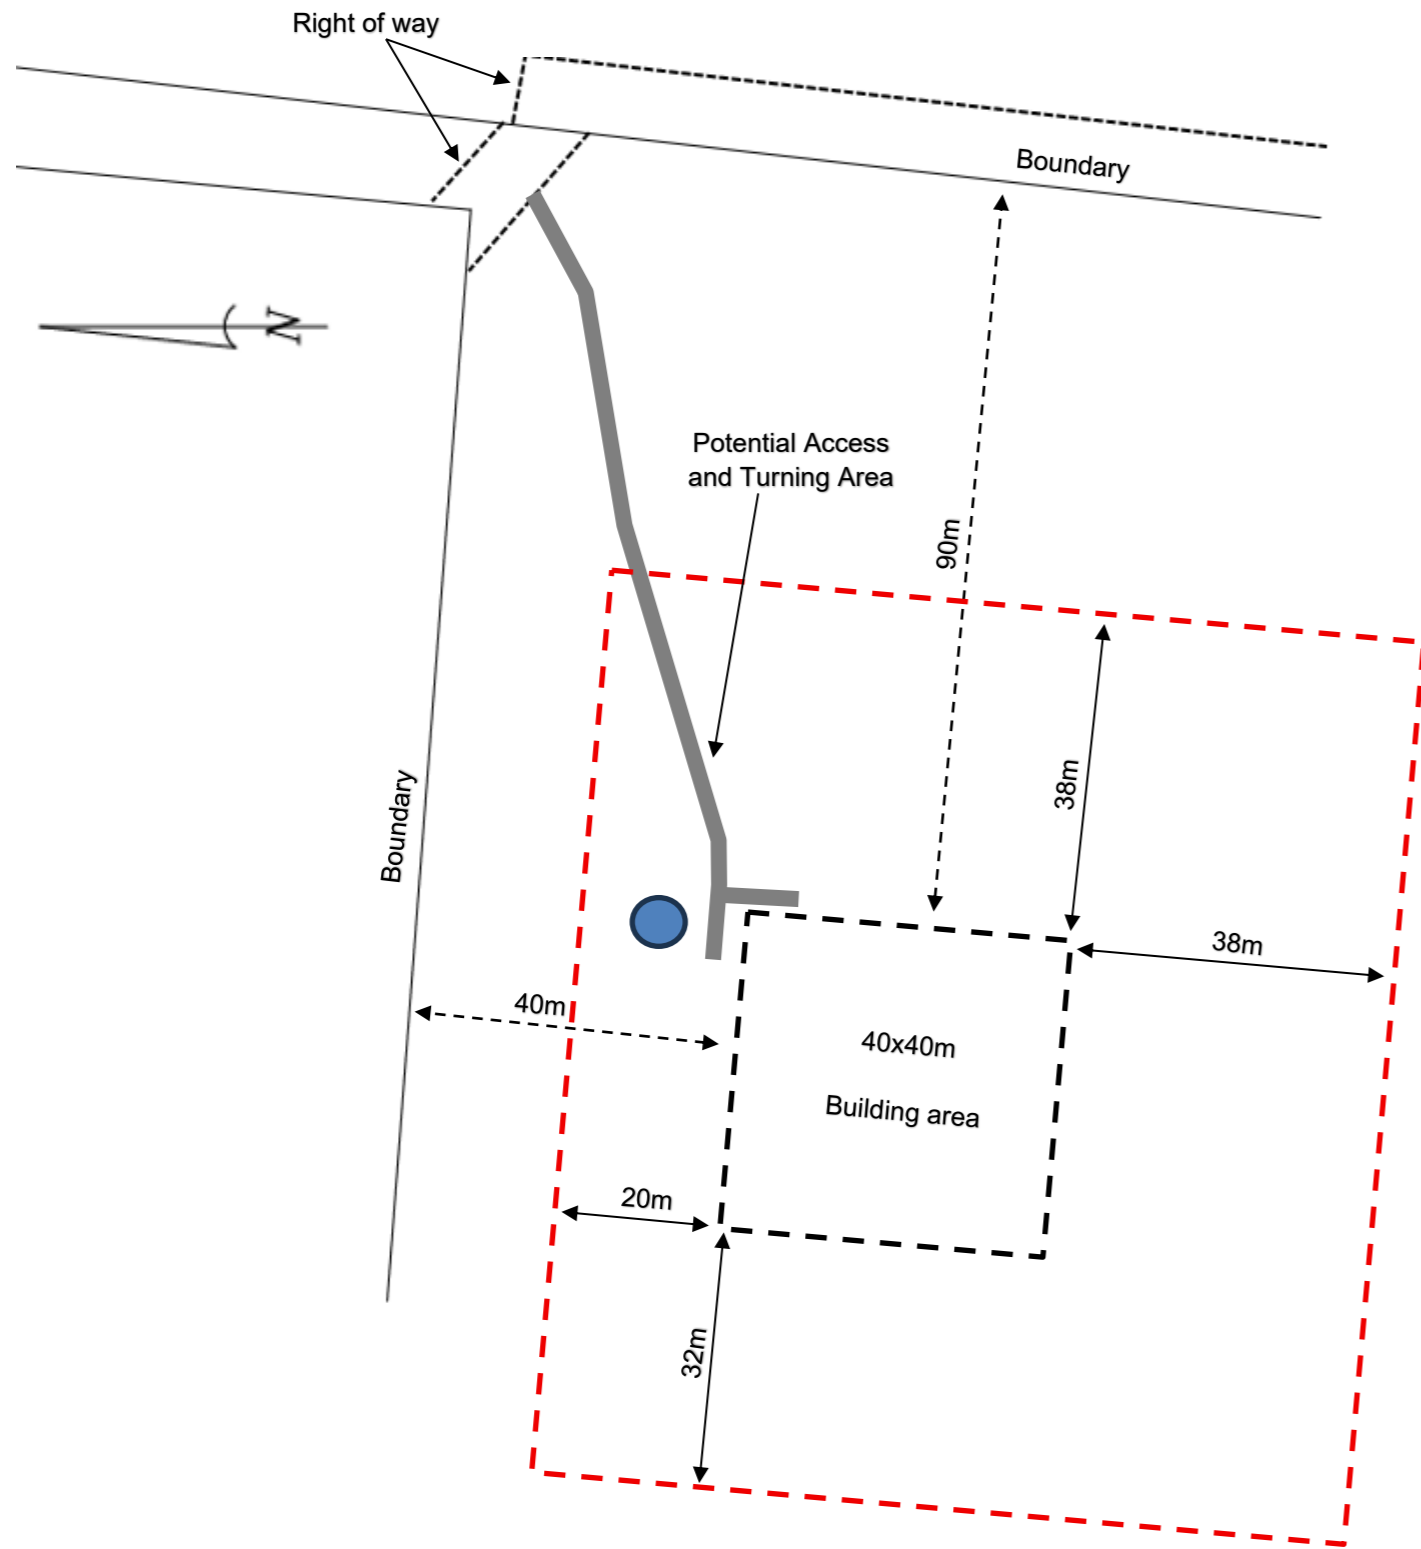 Right of way
Boundary
N
Potential Access
and Turning Area
90m
38m
Boundary
38m
40m
40x40m
Building area
20m
32m